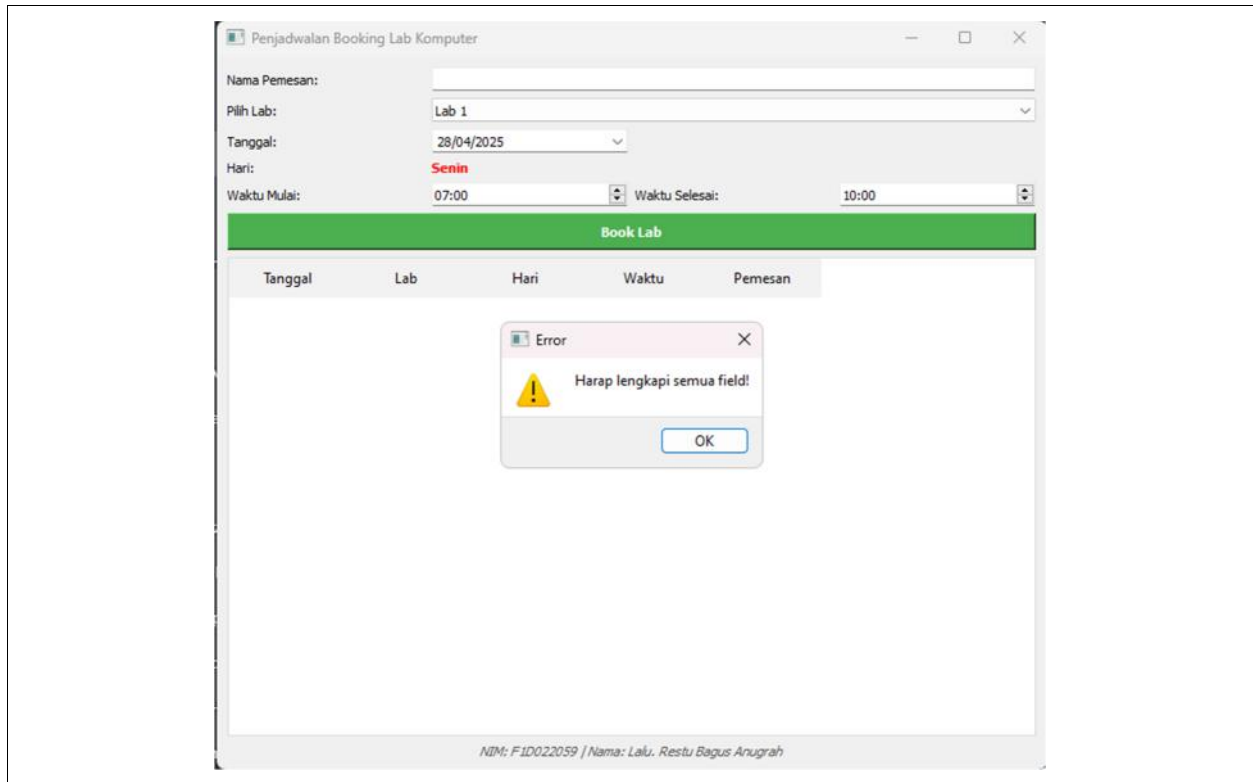 Penjadwalan Booking Lab Komputer
Nama Pemesan:
Pilih Lab: Lab 1
Tanggal: 28/04/2025
Hari: Senin
Waktu Mulai: 07:00 Waktu Selesai: 10:00
Book Lab
Tanggal Lab Hari Waktu Pemesan
Error
Harap lengkapi semua field!
OK
NIM: F1D022059 | Nama: Lalu. Restu Bagus Anugrah